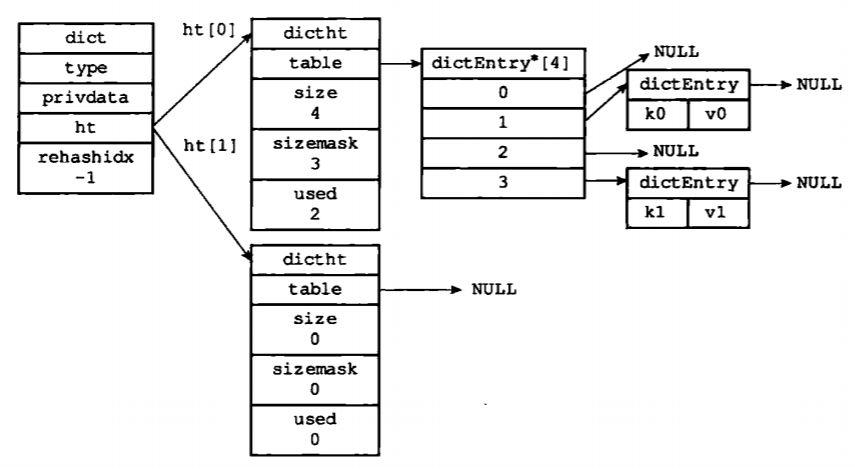 dict
type
privdata
ht
rehashidx
-1
ht[0]
ht[1]
dictht
table
size
4
sizemask
3
used
2
dictht
table
size
0
sizemask
0
used
0
NULL
dictEntry*[4]
0
1
2
3
NULL
dictEntry
k0 v0
NULL
NULL
dictEntry
k1 v1
NULL